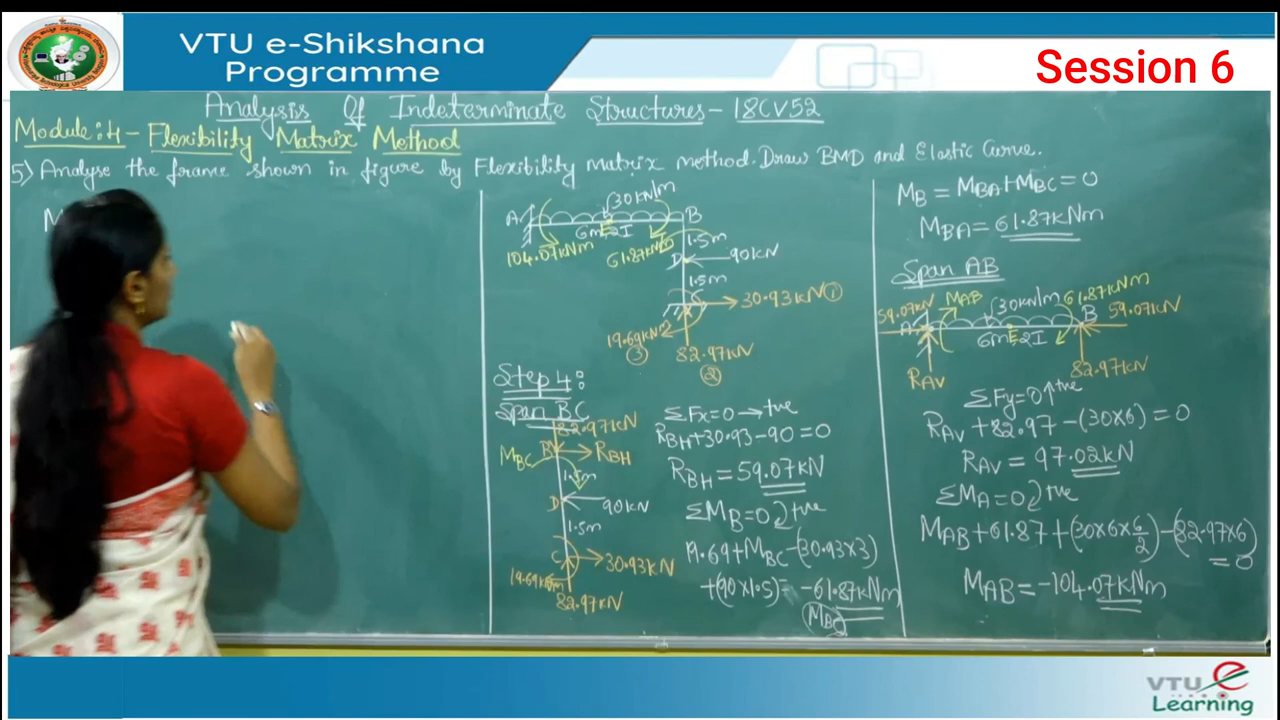 VTU e-Shikshana
Programme
Session 6
Analysis Of Indeterminate Structures - 18CV52
Module:4 - Flexibility Matrix Method
5) Analyse the frame shown in figure by Flexibility matrix method. Draw BMD and Elastic Curve.
M
A
30kN/m
B
E
6m, 2I
104.07kNm
61.87kNm
1.5m
D
90kN
1.5m
C
30.93kN ①
19.69kN
③
82.97kN
②
Step 4:
Span BC
82.97kN
B
RBH
MBC
1.5m
D
90kN
1.5m
C
30.93kN
19.69kNm
82.97kN
ΣFx=0 → +ve
RBH+30.93-90=0
RBH=59.07kN
ΣMB=0 +ve
19.69+MBC-(30.93×3)
+(90×1.5)= -61.87kNm
(MBC)
MB = MBA+MBC = 0
MBA = 61.87kNm
Span AB
59.07kN
MAB
30kN/m
61.87kNm
59.07kN
A
B
E
6m, 2I
RAV
82.97kN
ΣFy=0 ↑+ve
RAV + 82.97 - (30×6) = 0
RAV = 97.02kN
ΣMA=0 +ve
MAB + 61.87 + (30×6×6/2) - (82.97×6)
= 0
MAB = -104.07kNm
VTU e
Learning